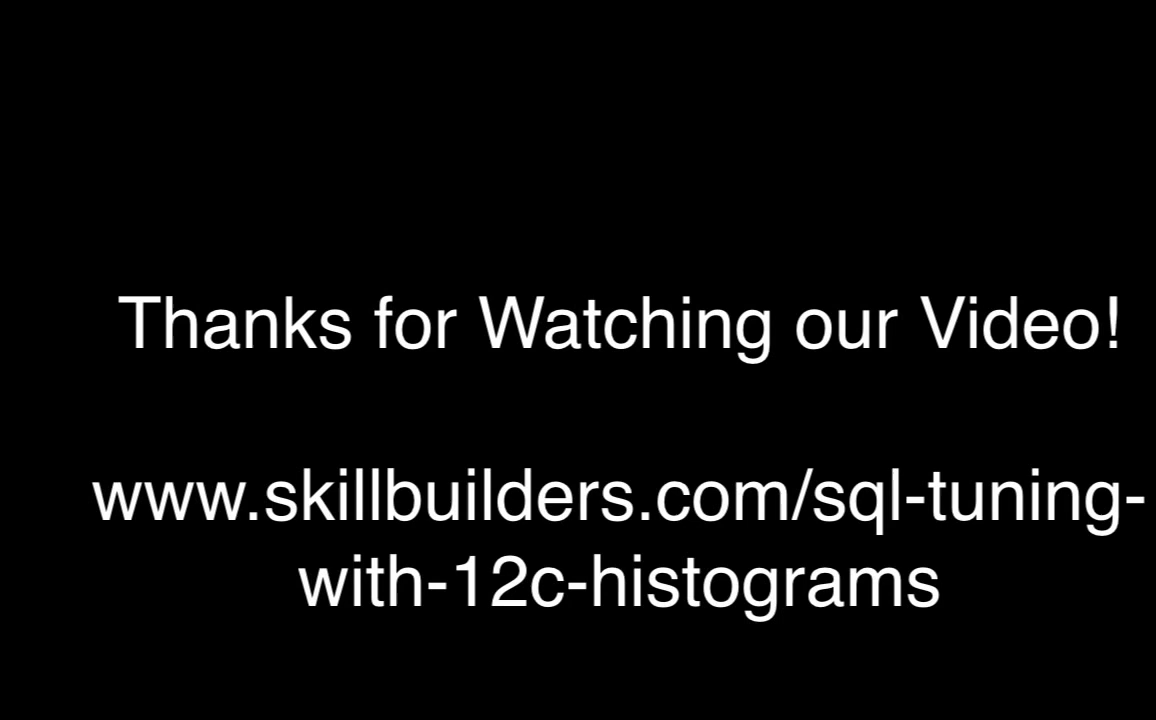 Thanks for Watching our Video!
www.skillbuilders.com/sql-tuning-
with-12c-histograms